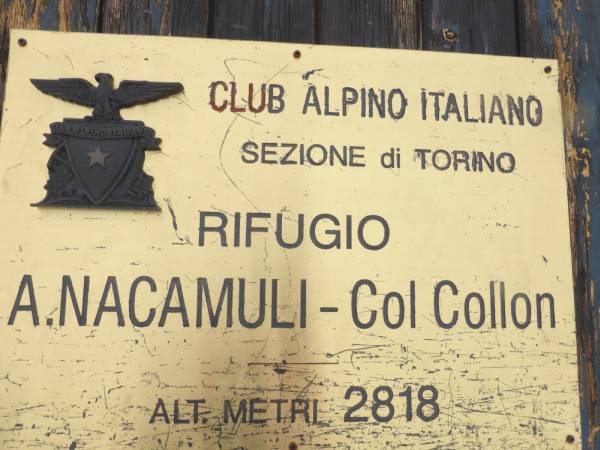 CLUB ALPINO ITALIANO
SEZIONE di TORINO
RIFUGIO
A.NACAMULI - Col Collon
ALT. METRI 2818